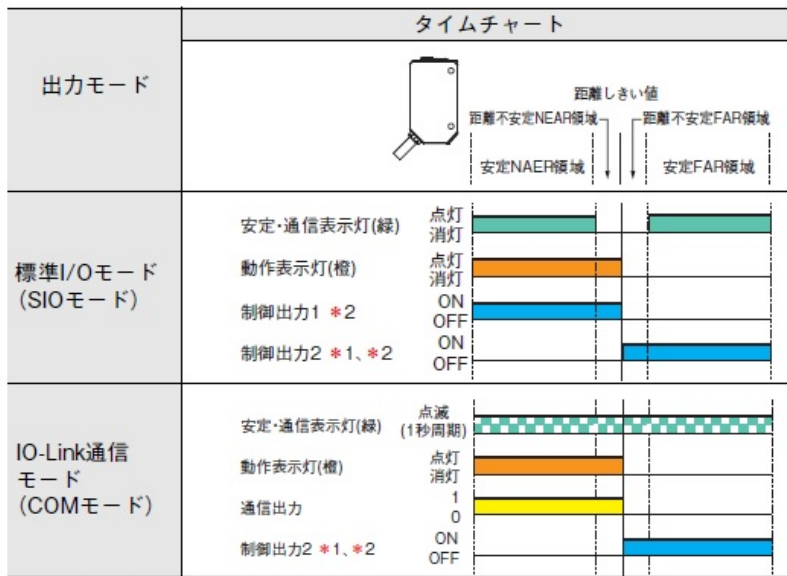 タイムチャート
出力モード
距離しきい値
距離不安定NEAR領域
距離不安定FAR領域
安定NAER領域
安定FAR領域
標準I/Oモード
(SIOモード)
安定・通信表示灯(緑)
点灯
消灯
動作表示灯(橙)
点灯
消灯
制御出力1 *2
ON
OFF
制御出力2 *1、*2
ON
OFF
IO-Link通信
モード
(COMモード)
安定・通信表示灯(緑)
点滅
(1秒周期)
動作表示灯(橙)
点灯
消灯
通信出力
1
0
制御出力2 *1、*2
ON
OFF